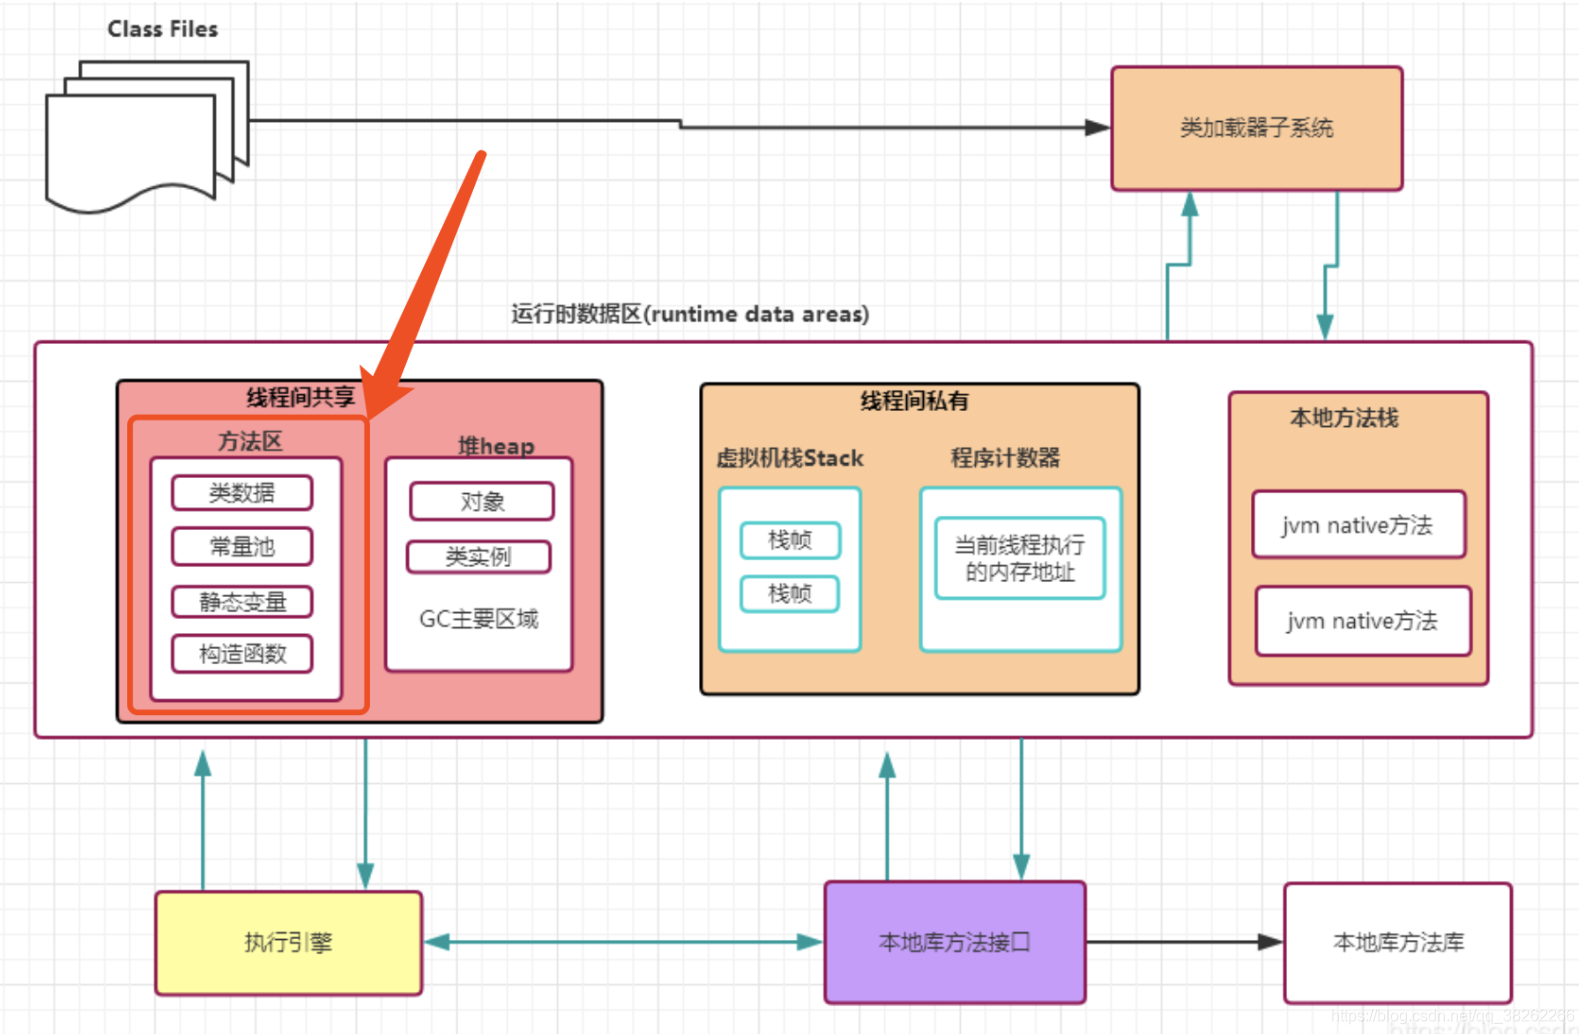 Class Files
类加载器子系统
运行时数据区(runtime data areas)
线程间共享
方法区
类数据
常量池
静态变量
构造函数
堆heap
对象
类实例
GC主要区域
线程间私有
虚拟机栈Stack
栈帧
栈帧
程序计数器
当前线程执行
的内存地址
本地方法栈
jvm native方法
jvm native方法
执行引擎
本地库方法接口
本地库方法库
https://blog.csdn.net/qq_38262266